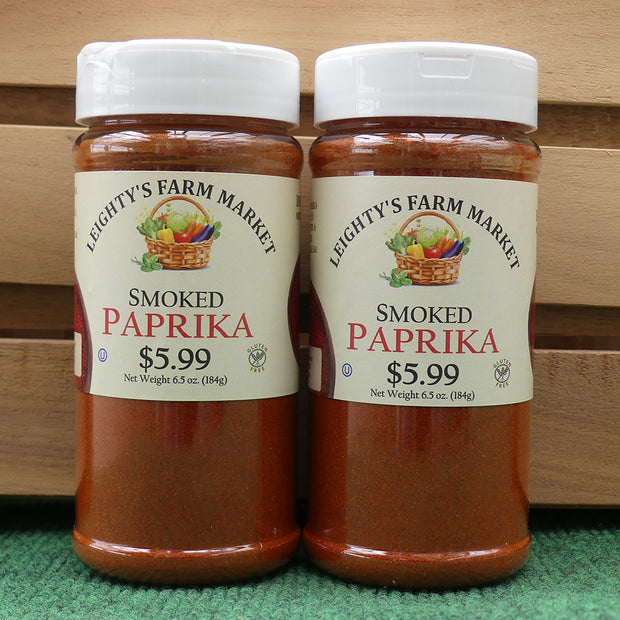 LEIGHTY'S FARM MARKET
SMOKED
PAPRIKA
$5.99
Net Weight 6.5 oz. (184g)
U
GLUTEN
FREE
LEIGHTY'S FARM MARKET
SMOKED
PAPRIKA
$5.99
Net Weight 6.5 oz. (184g)
U
GLUTEN
FREE